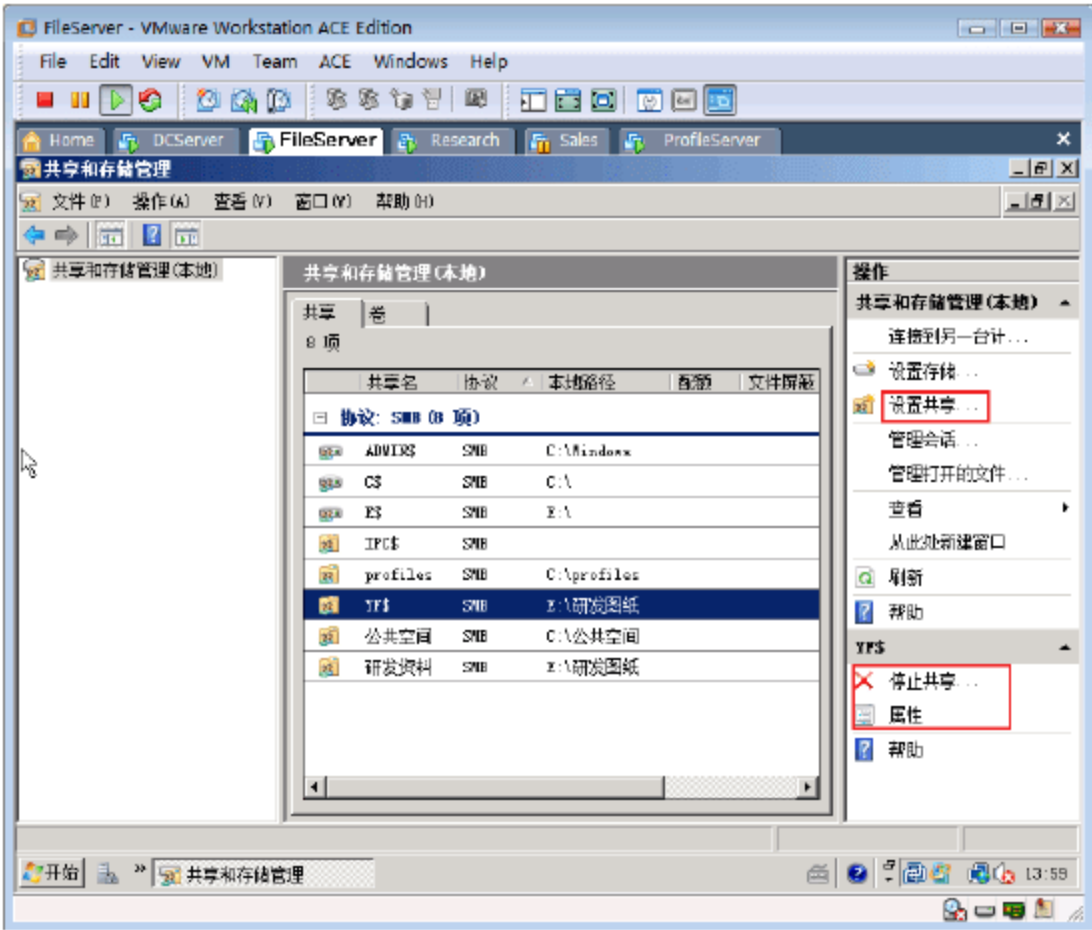 FileServer - VMware Workstation ACE Edition
File Edit View VM Team ACE Windows Help
Home DCServer FileServer Research Sales ProfileServer
共享和存储管理
文件(F) 操作(A) 查看(V) 窗口(W) 帮助(H)
共享和存储管理(本地)
共享和存储管理(本地)
共享 卷
8 项
共享名 协议 本地路径 配额 文件屏蔽
协议: SMB (8 项)
ADMIN$ SMB C:\Windows
C$ SMB C:\
E$ SMB E:\
IPC$ SMB
profiles SMB C:\profiles
YF$ SMB E:\研发图纸
公共空间 SMB C:\公共空间
研发资料 SMB E:\研发图纸
操作
共享和存储管理(本地)
连接到另一台计...
设置存储...
设置共享...
管理会话...
管理打开的文件...
查看
从此处新建窗口
刷新
帮助
YF$
停止共享...
属性
帮助
开始 » 共享和存储管理 13:59